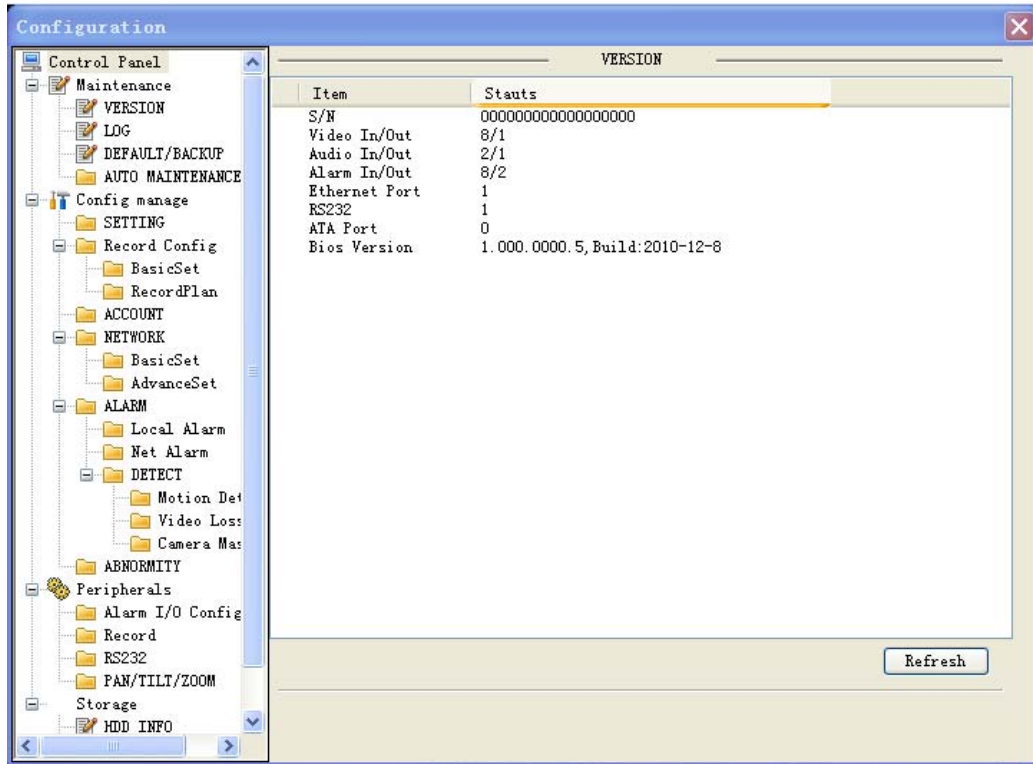 Configuration
Control Panel
Maintenance
VERSION
LOG
DEFAULT/BACKUP
AUTO MAINTENANCE
Config manage
SETTING
Record Config
BasicSet
RecordPlan
ACCOUNT
NETWORK
BasicSet
AdvanceSet
ALARM
Local Alarm
Net Alarm
DETECT
Motion Det
Video Loss
Camera Mas
ABNORMITY
Peripherals
Alarm I/O Config
Record
RS232
PAN/TILT/ZOOM
Storage
HDD INFO
VERSION
Item Stauts
S/N 000000000000000000
Video In/Out 8/1
Audio In/Out 2/1
Alarm In/Out 8/2
Ethernet Port 1
RS232 1
ATA Port 0
Bios Version 1.000.0000.5,Build:2010-12-8
Refresh